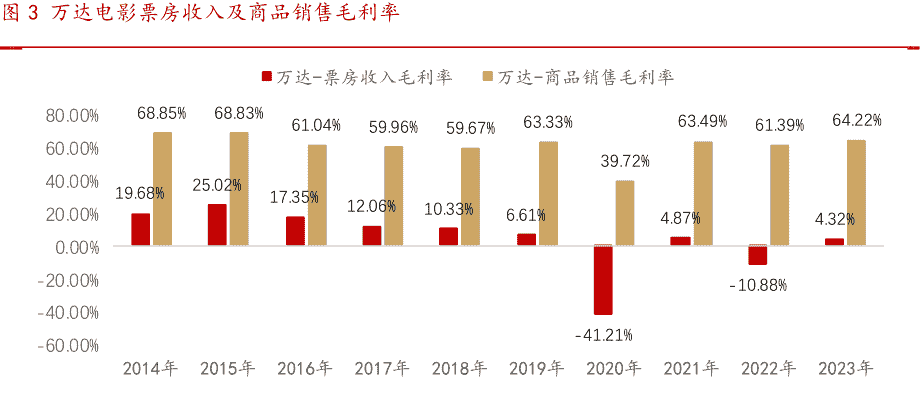 图 3 万达电影票房收入及商品销售毛利率
万达-票房收入毛利率 万达-商品销售毛利率
80.00%
60.00%
40.00%
20.00%
0.00%
-20.00%
-40.00%
-60.00%
68.85% 68.83% 61.04% 59.96% 59.67% 63.33% 39.72% 63.49% 61.39% 64.22%
19.68% 25.02% 17.35% 12.06% 10.33% 6.61% -41.21% 4.87% -10.88% 4.32%
2014年 2015年 2016年 2017年 2018年 2019年 2020年 2021年 2022年 2023年